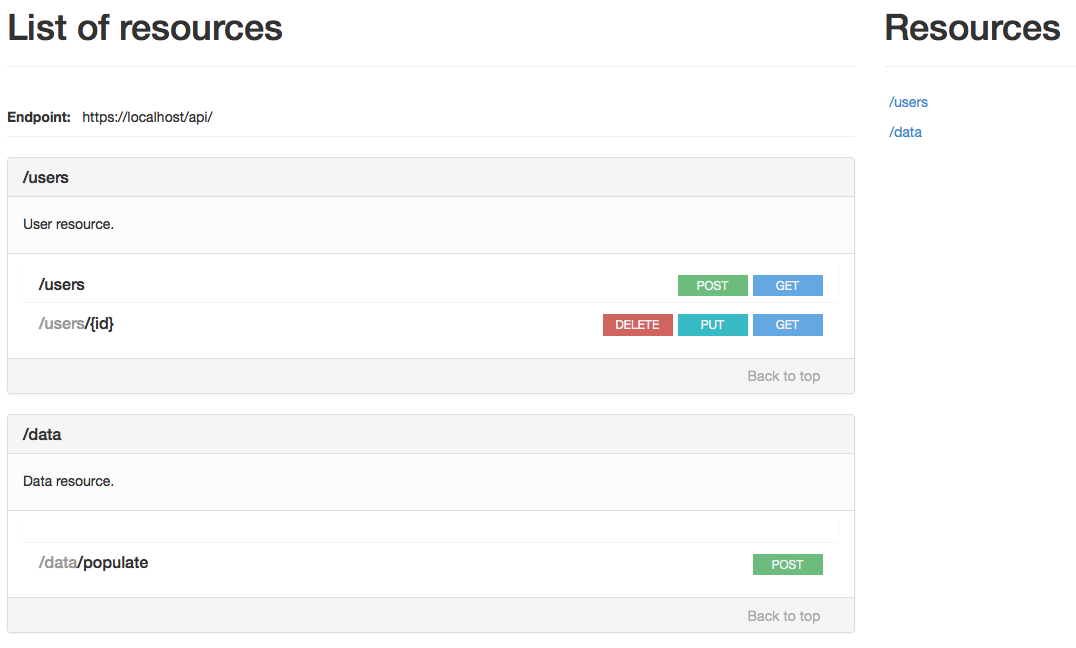 List of resources
Endpoint: https://localhost/api/
/users
User resource.
/users POST GET
/users/{id} DELETE PUT GET
Back to top
/data
Data resource.
/data/populate POST
Back to top
Resources
/users
/data